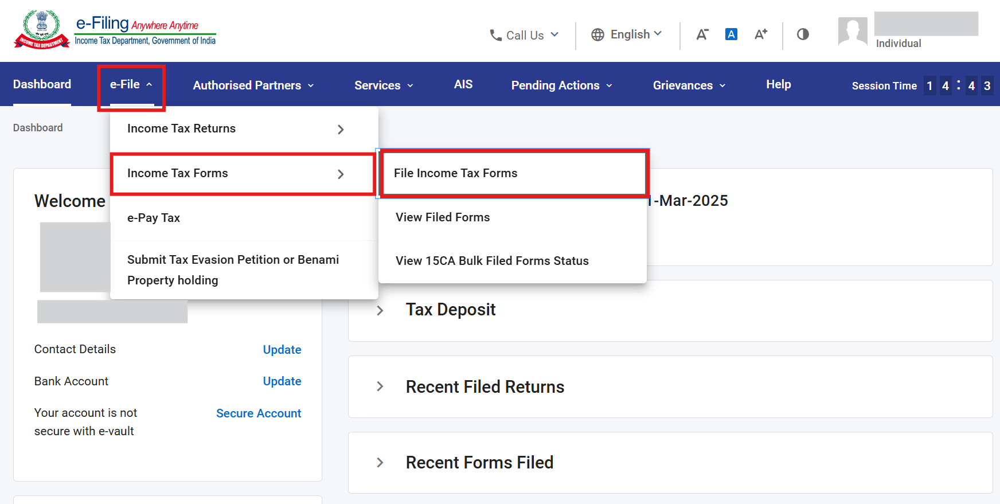 e-Filing Anywhere Anytime
Income Tax Department, Government of India
INCOME TAX DEPARTMENT
Call Us
English
A-
A
A+
Individual
Dashboard
e-File
Authorised Partners
Services
AIS
Pending Actions
Grievances
Help
Session Time 1 4 : 4 3
Dashboard
Income Tax Returns
Income Tax Forms
e-Pay Tax
Submit Tax Evasion Petition or Benami
Property holding
File Income Tax Forms
View Filed Forms
View 15CA Bulk Filed Forms Status
Welcome
-Mar-2025
Contact Details Update
Bank Account Update
Your account is not
secure with e-vault
Secure Account
Tax Deposit
Recent Filed Returns
Recent Forms Filed